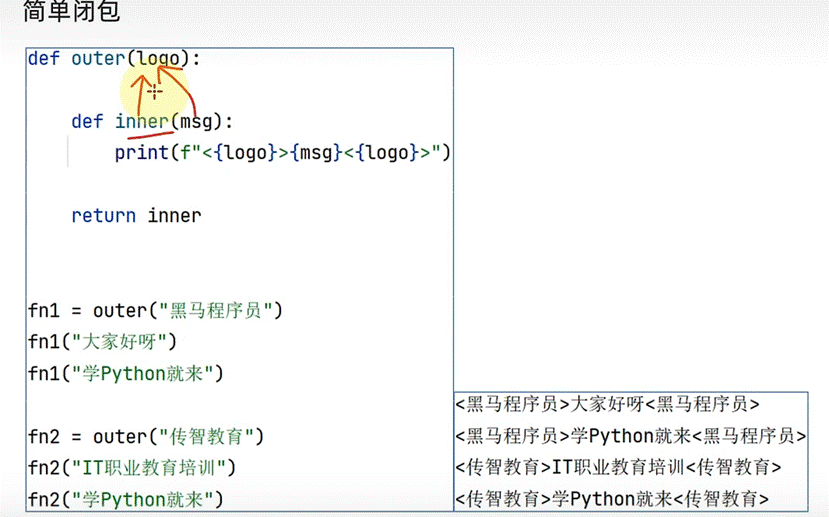 简单闭包
def outer(logo):
def inner(msg):
print(f"<{logo}>{msg}<{logo}>")
return inner
fn1 = outer("黑马程序员")
fn1("大家好呀")
fn1("学Python就来")
fn2 = outer("传智教育")
fn2("IT职业教育培训")
fn2("学Python就来")
<黑马程序员>大家好呀<黑马程序员>
<黑马程序员>学Python就来<黑马程序员>
<传智教育>IT职业教育培训<传智教育>
<传智教育>学Python就来<传智教育>